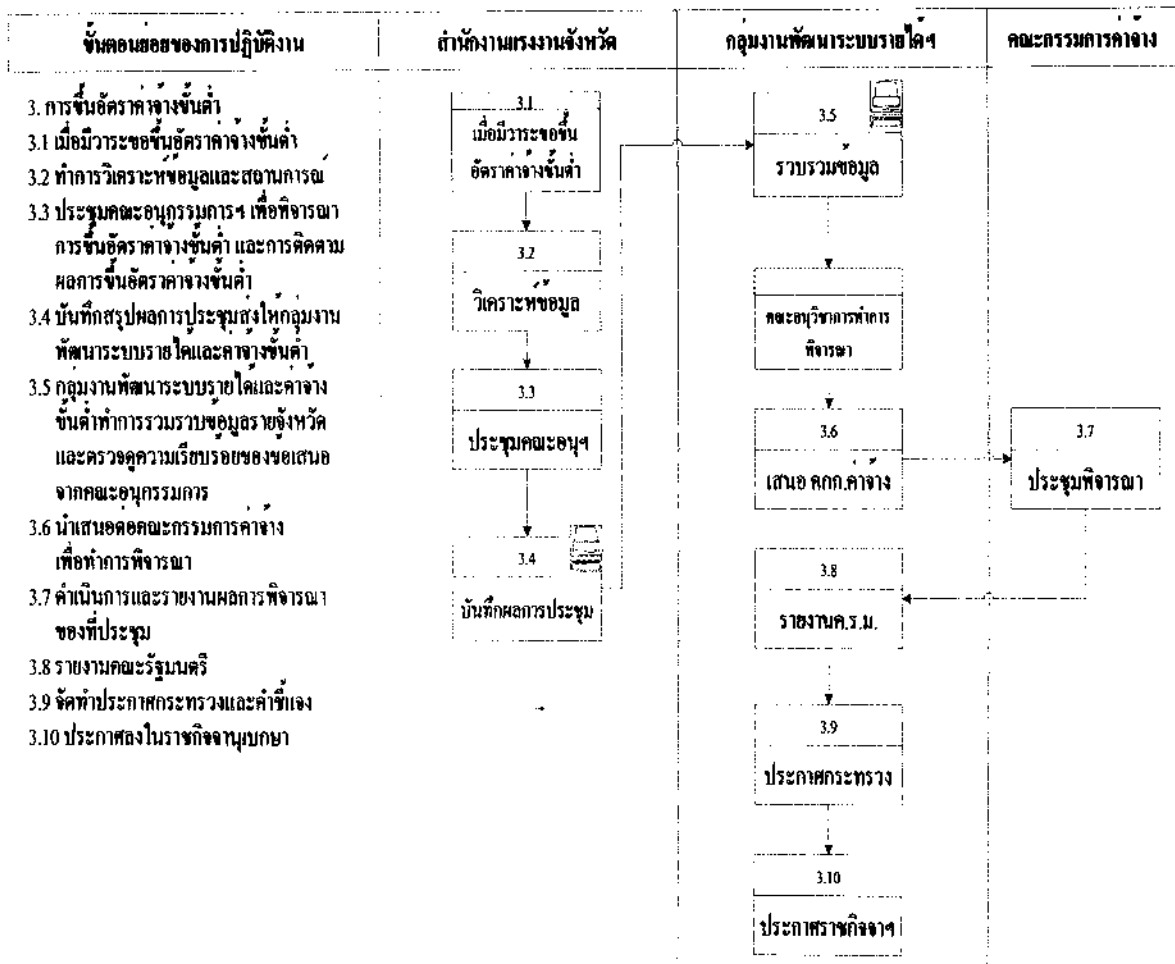 ขั้นตอนย่อยของการปฏิบัติงาน
สำนักงานแรงงานจังหวัด
กลุ่มงานพัฒนาระบบรายได้ฯ
คณะกรรมการค่าจ้าง
3. การขึ้นอัตราค่าจ้างขั้นต่ำ
3.1 เมื่อมีวาระขอขึ้นอัตราค่าจ้างขั้นต่ำ
3.2 ทำการวิเคราะห์ข้อมูลและสถานการณ์
3.3 ประชุมคณะอนุกรรมการฯ เพื่อพิจารณา
การขึ้นอัตราค่าจ้างขั้นต่ำ และการติดตาม
ผลการขึ้นอัตราค่าจ้างขั้นต่ำ
3.4 บันทึกสรุปผลการประชุมส่งให้กลุ่มงาน
พัฒนาระบบรายได้และค่าจ้างขั้นต่ำ
3.5 กลุ่มงานพัฒนาระบบรายได้และค่าจ้าง
ขั้นต่ำทำการรวมรวบข้อมูลรายจังหวัด
และตรวจดูความเรียบร้อยของข้อเสนอ
จากคณะอนุกรรมการ
3.6 นำเสนอต่อคณะกรรมการค่าจ้าง
เพื่อทำการพิจารณา
3.7 ดำเนินการและรายงานผลการพิจารณา
ของที่ประชุม
3.8 รายงานคณะรัฐมนตรี
3.9 จัดทำประกาศกระทรวงและคำชี้แจง
3.10 ประกาศลงในราชกิจจานุเบกษา
3.1
เมื่อมีวาระขอขึ้น
อัตราค่าจ้างขั้นต่ำ
3.2
วิเคราะห์ข้อมูล
3.3
ประชุมคณะอนุฯ
3.4
บันทึกผลการประชุม
3.5
รวบรวมข้อมูล
คณะอนุวิชาการทำการ
พิจารณา
3.6
เสนอ คกก.ค่าจ้าง
3.7
ประชุมพิจารณา
3.8
รายงานค.ร.ม.
3.9
ประกาศกระทรวง
3.10
ประกาศราชกิจจาฯ